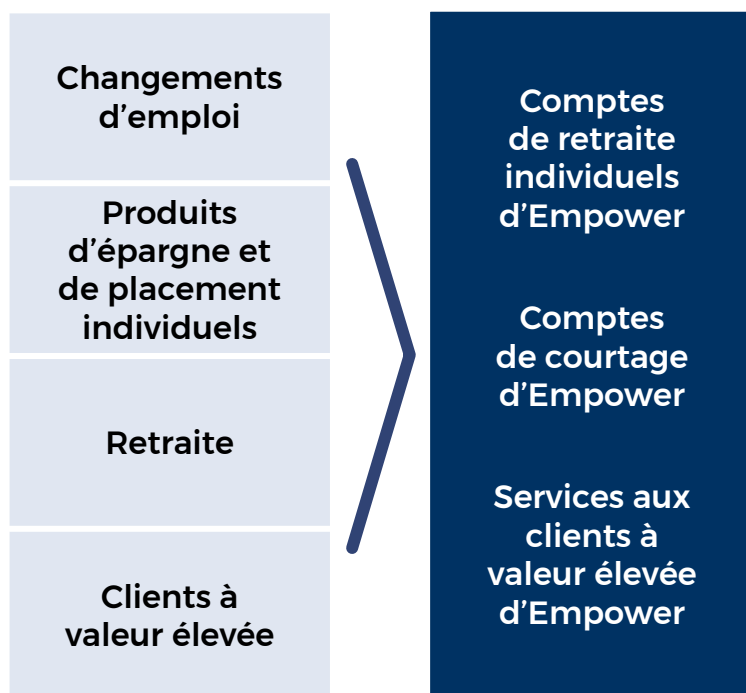 Changements
d’emploi
Produits
d’épargne et
de placement
individuels
Retraite
Clients à
valeur élevée
Comptes
de retraite
individuels
d’Empower
Comptes
de courtage
d’Empower
Services aux
clients à
valeur élevée
d’Empower